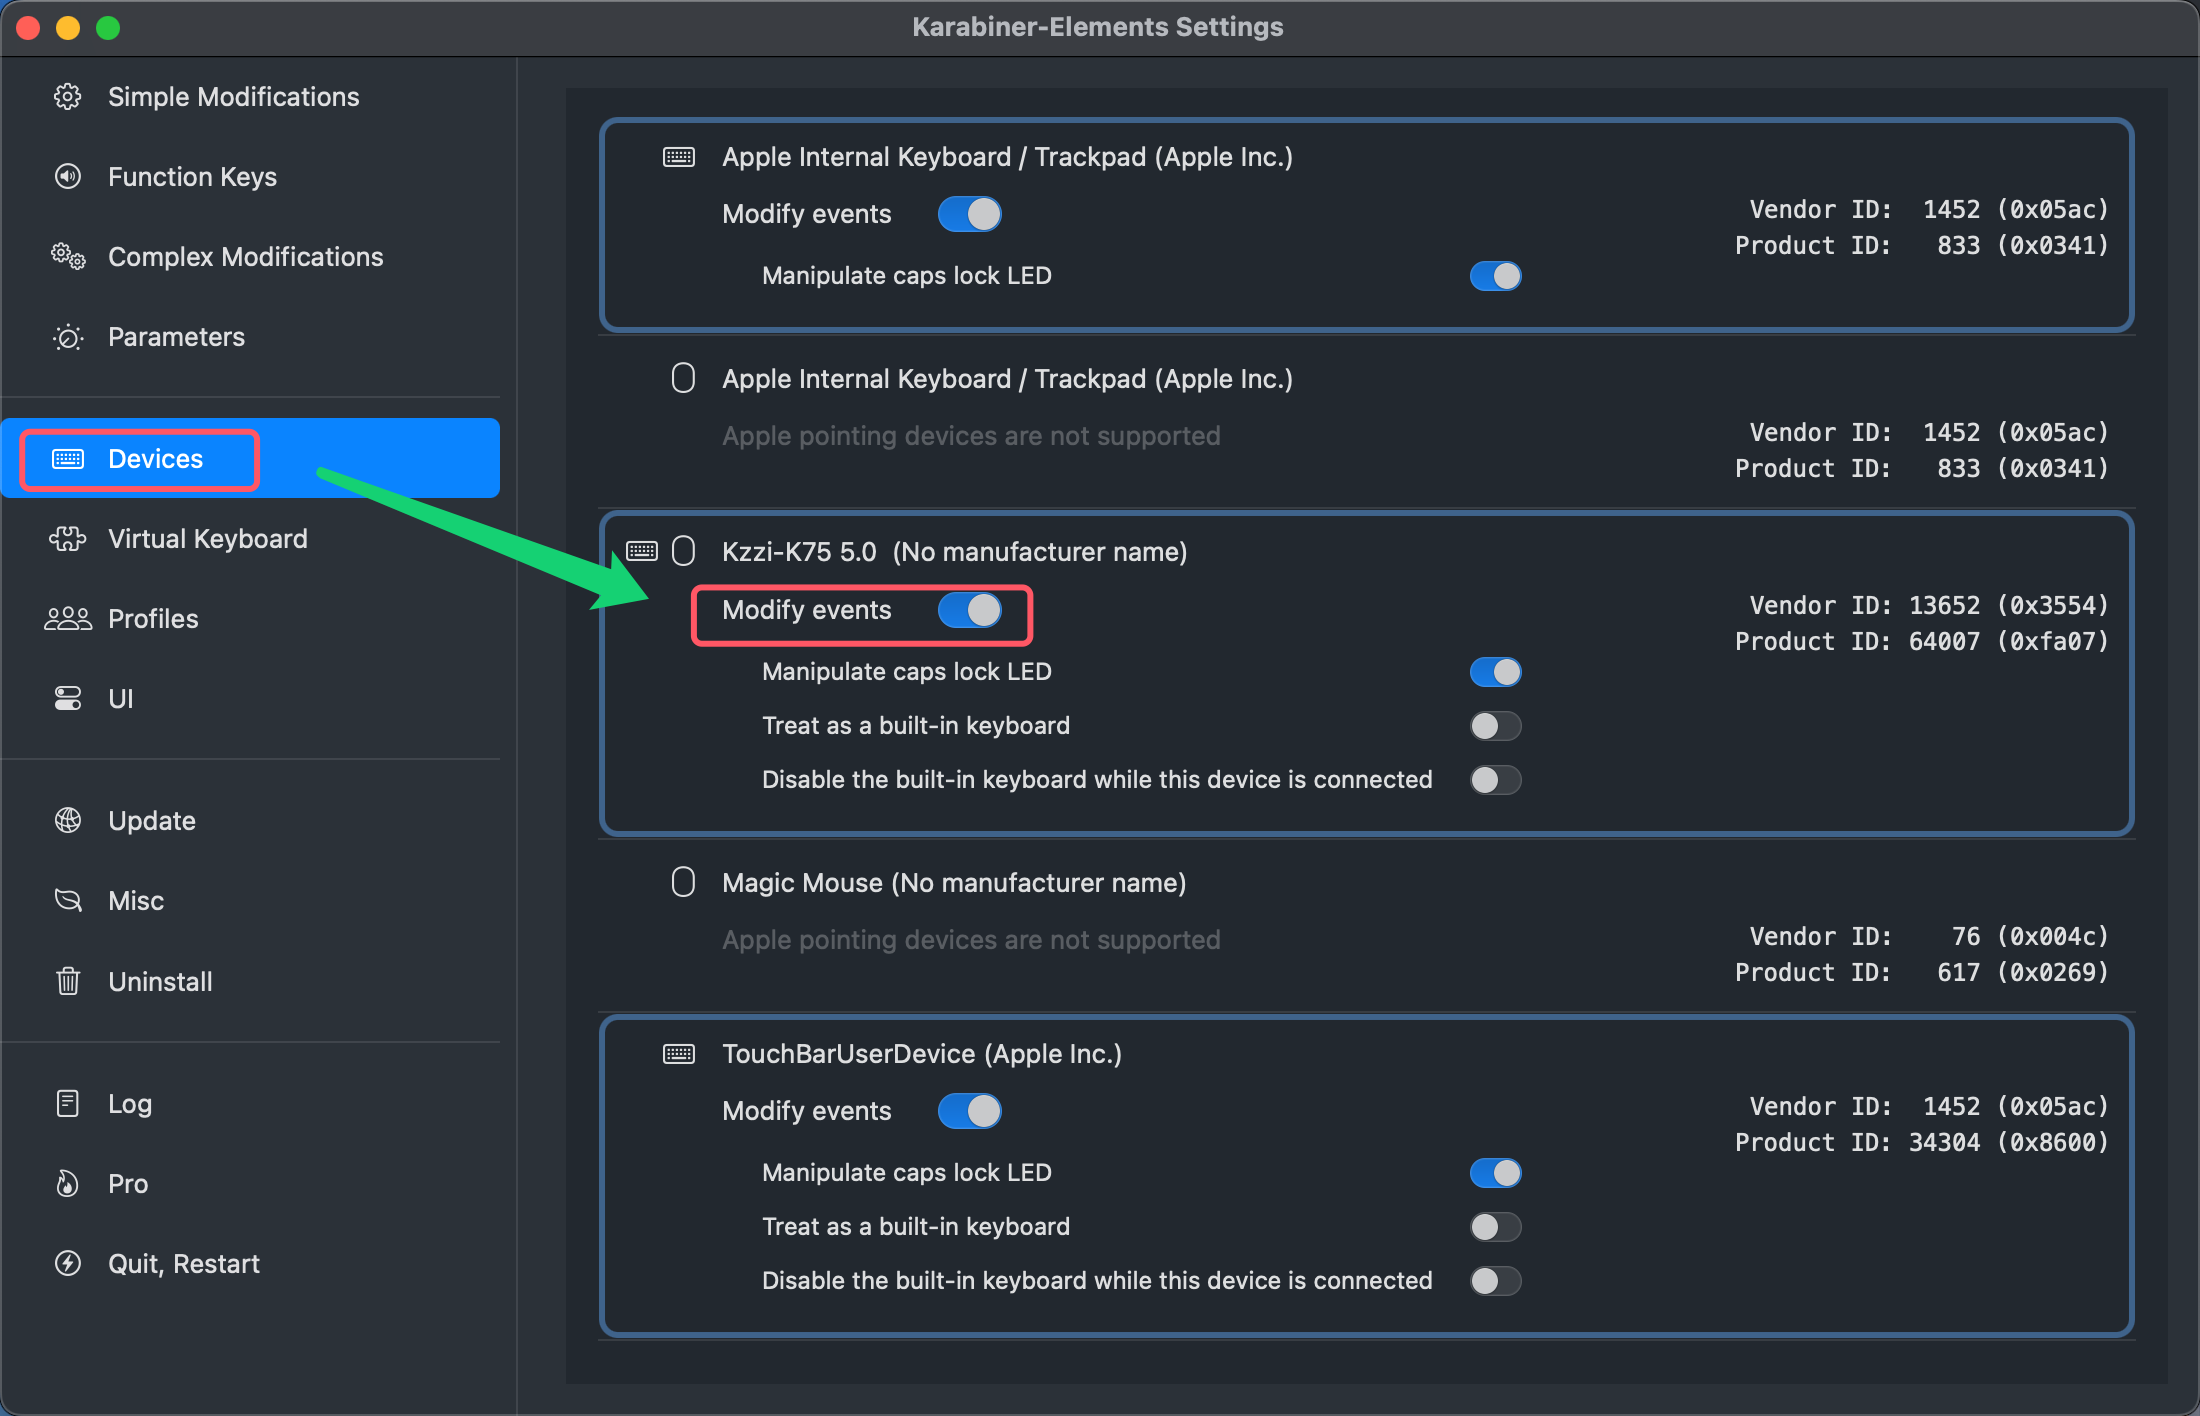 Karabiner-Elements Settings
Simple Modifications
Function Keys
Complex Modifications
Parameters
Devices
Virtual Keyboard
Profiles
UI
Update
Misc
Uninstall
Log
Pro
Quit, Restart
Apple Internal Keyboard / Trackpad (Apple Inc.)
Modify events
Vendor ID: 1452 (0x05ac)
Product ID: 833 (0x0341)
Manipulate caps lock LED
Apple Internal Keyboard / Trackpad (Apple Inc.)
Apple pointing devices are not supported
Vendor ID: 1452 (0x05ac)
Product ID: 833 (0x0341)
Kzzi-K75 5.0 (No manufacturer name)
Modify events
Vendor ID: 13652 (0x3554)
Product ID: 64007 (0xfa07)
Manipulate caps lock LED
Treat as a built-in keyboard
Disable the built-in keyboard while this device is connected
Magic Mouse (No manufacturer name)
Apple pointing devices are not supported
Vendor ID: 76 (0x004c)
Product ID: 617 (0x0269)
TouchBarUserDevice (Apple Inc.)
Modify events
Vendor ID: 1452 (0x05ac)
Product ID: 34304 (0x8600)
Manipulate caps lock LED
Treat as a built-in keyboard
Disable the built-in keyboard while this device is connected